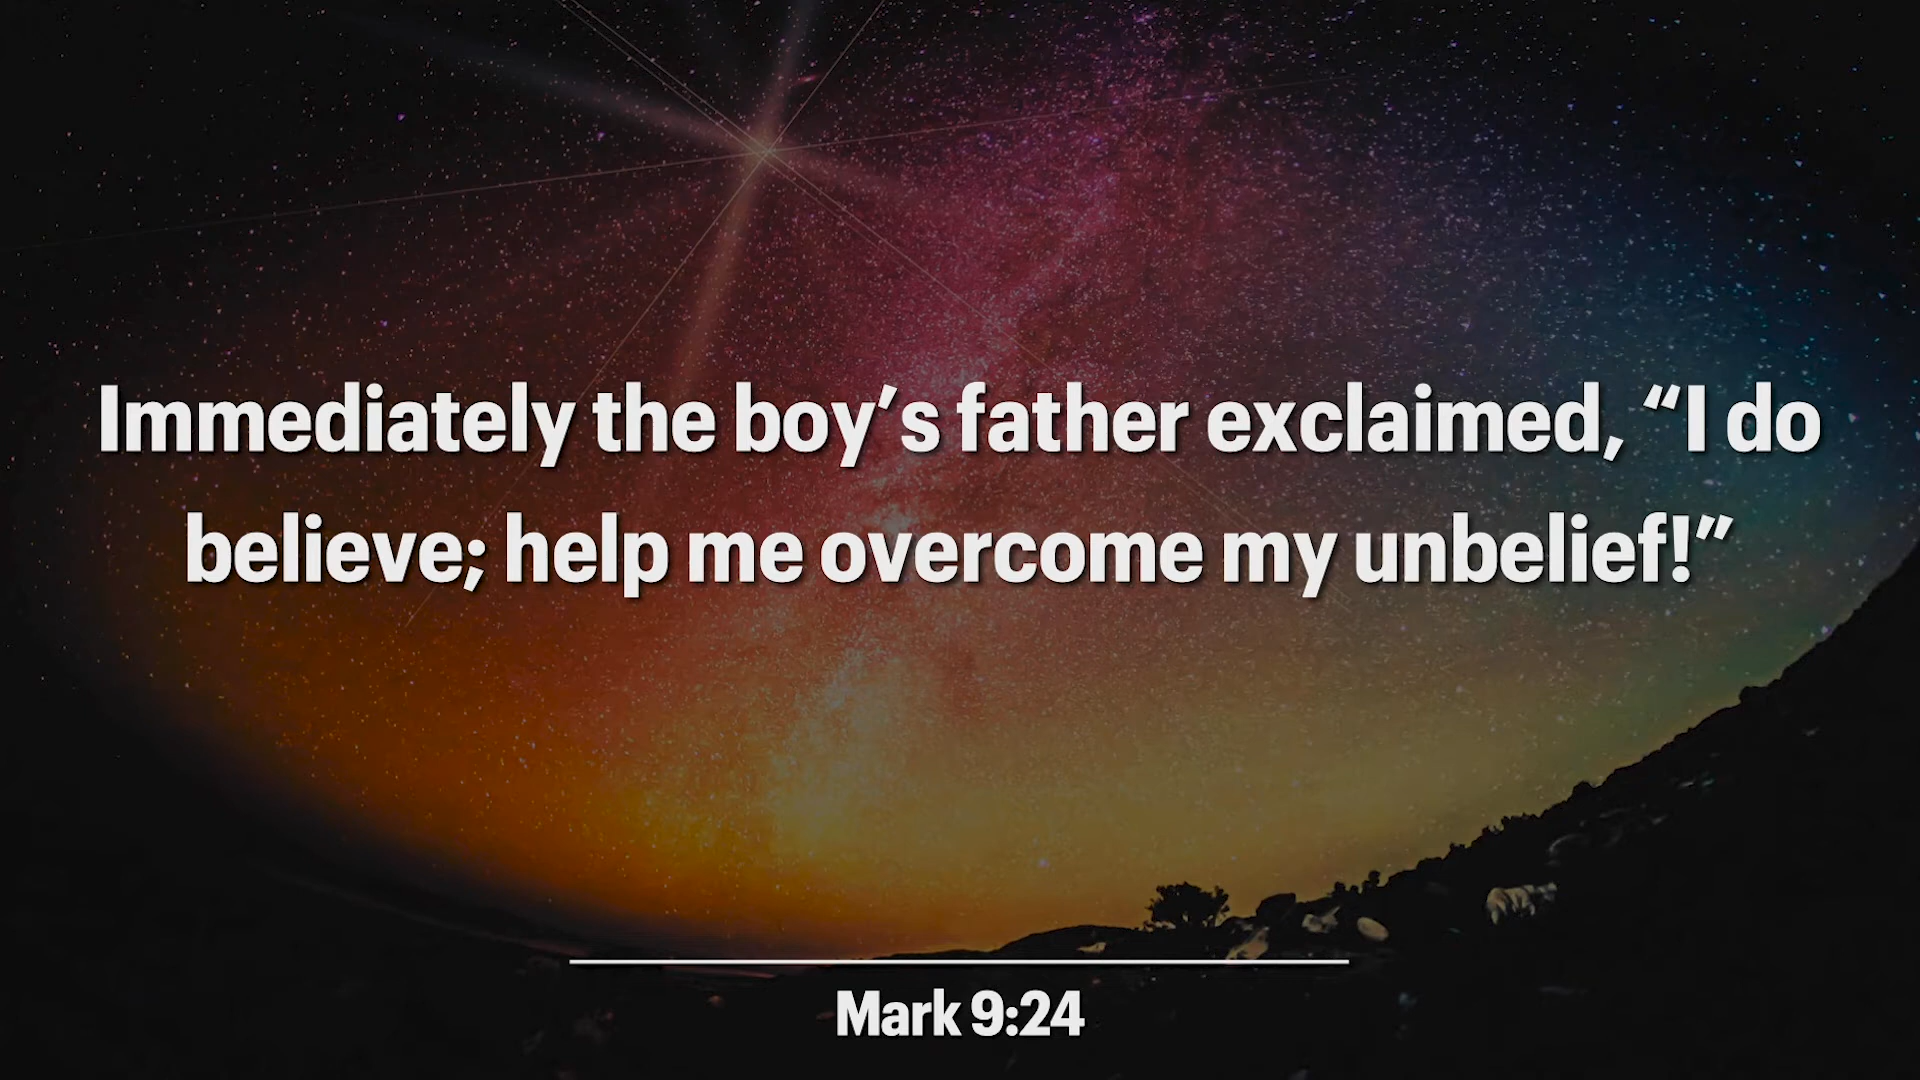 Immediately the boy’s father exclaimed, “I do
believe; help me overcome my unbelief!”
Mark 9:24